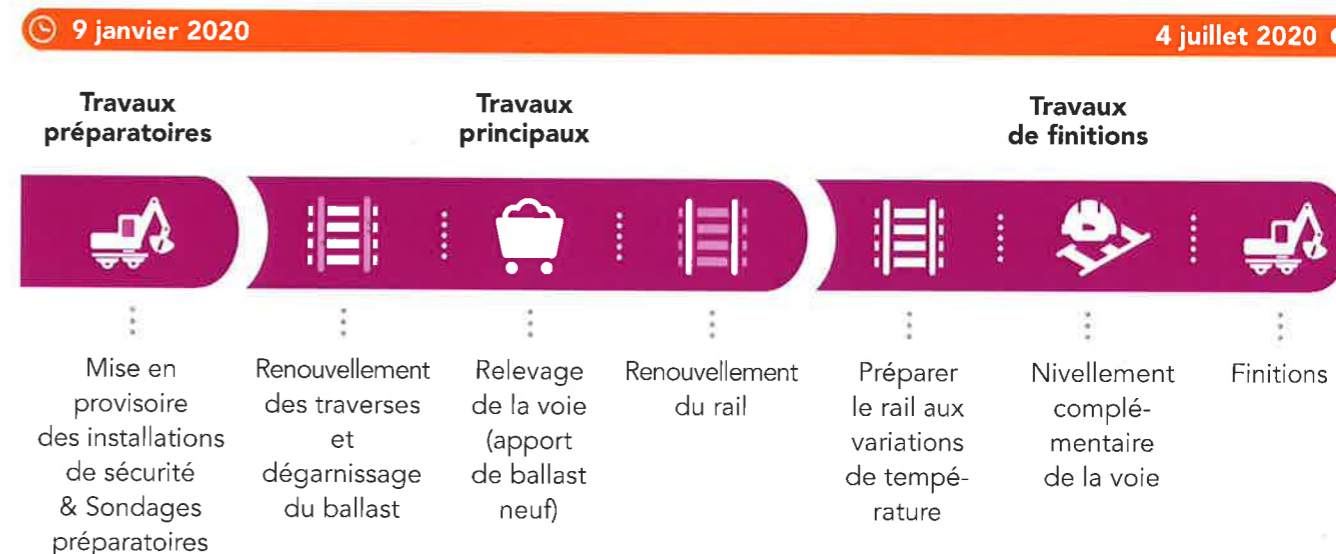 9 janvier 2020
4 juillet 2020
Travaux
préparatoires
Travaux
principaux
Travaux
de finitions
Mise en
provisoire
des installations
de sécurité
& Sondages
préparatoires
Renouvellement
des traverses
et
dégarnissage
du ballast
Relevage
de la voie
(apport
de ballast
neuf)
Renouvellement
du rail
Préparer
le rail aux
variations
de tempé-
rature
Nivellement
complé-
mentaire
de la voie
Finitions